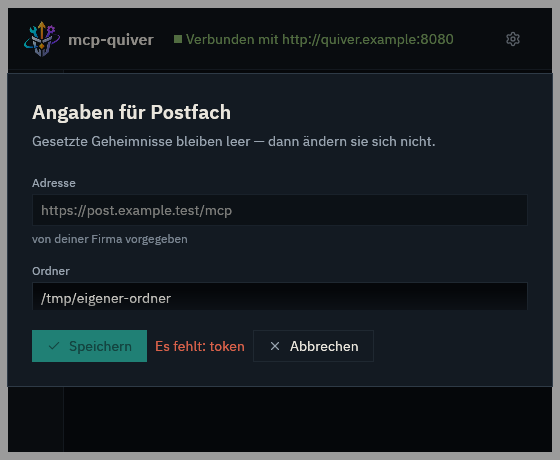 mcp-quiver
Verbunden mit http://quiver.example:8080
Angaben für Postfach
Gesetzte Geheimnisse bleiben leer — dann ändern sie sich nicht.
Adresse
https://post.example.test/mcp
von deiner Firma vorgegeben
Ordner
/tmp/eigener-ordner
Speichern Es fehlt: token Abbrechen